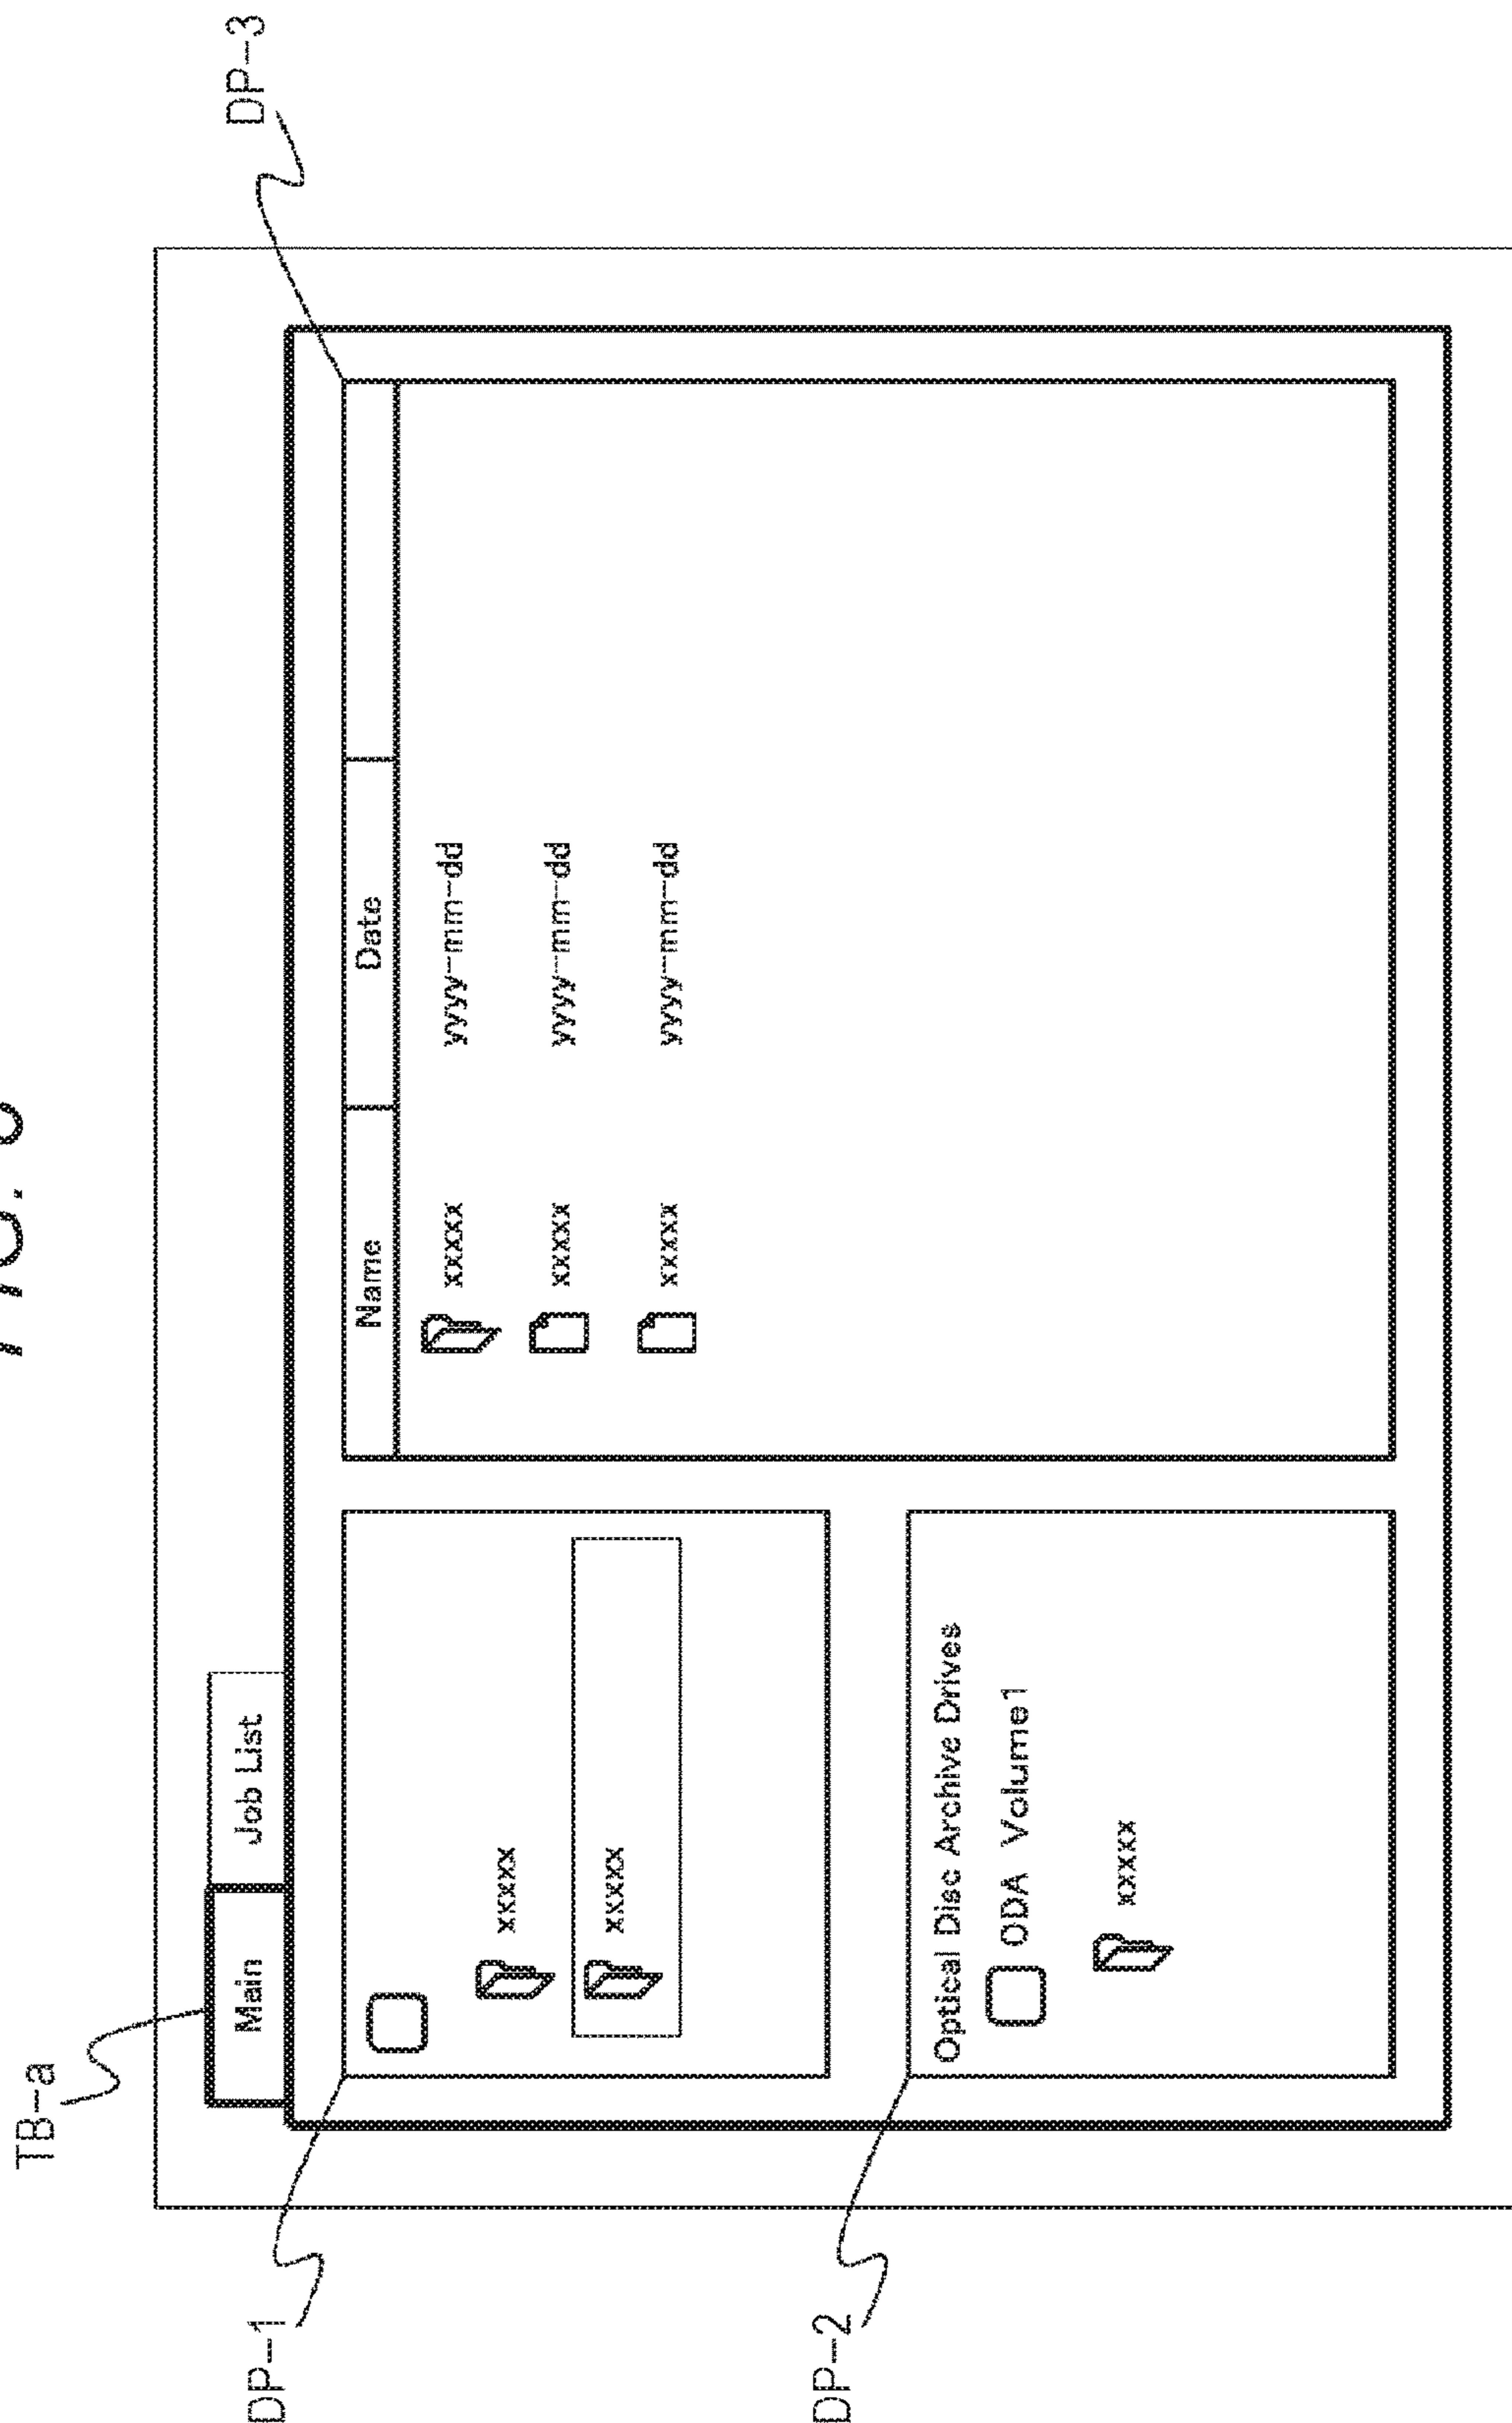 TB-a
Main
Job List
DP-1
DP-3
xxxxx
xxxxx
Name
Date
xxxxx
yyyy-mm-dd
xxxxx
yyyy-mm-dd
xxxxx
yyyy-mm-dd
DP-2
Optical Disc Archive Drives
ODA Volume1
xxxxx